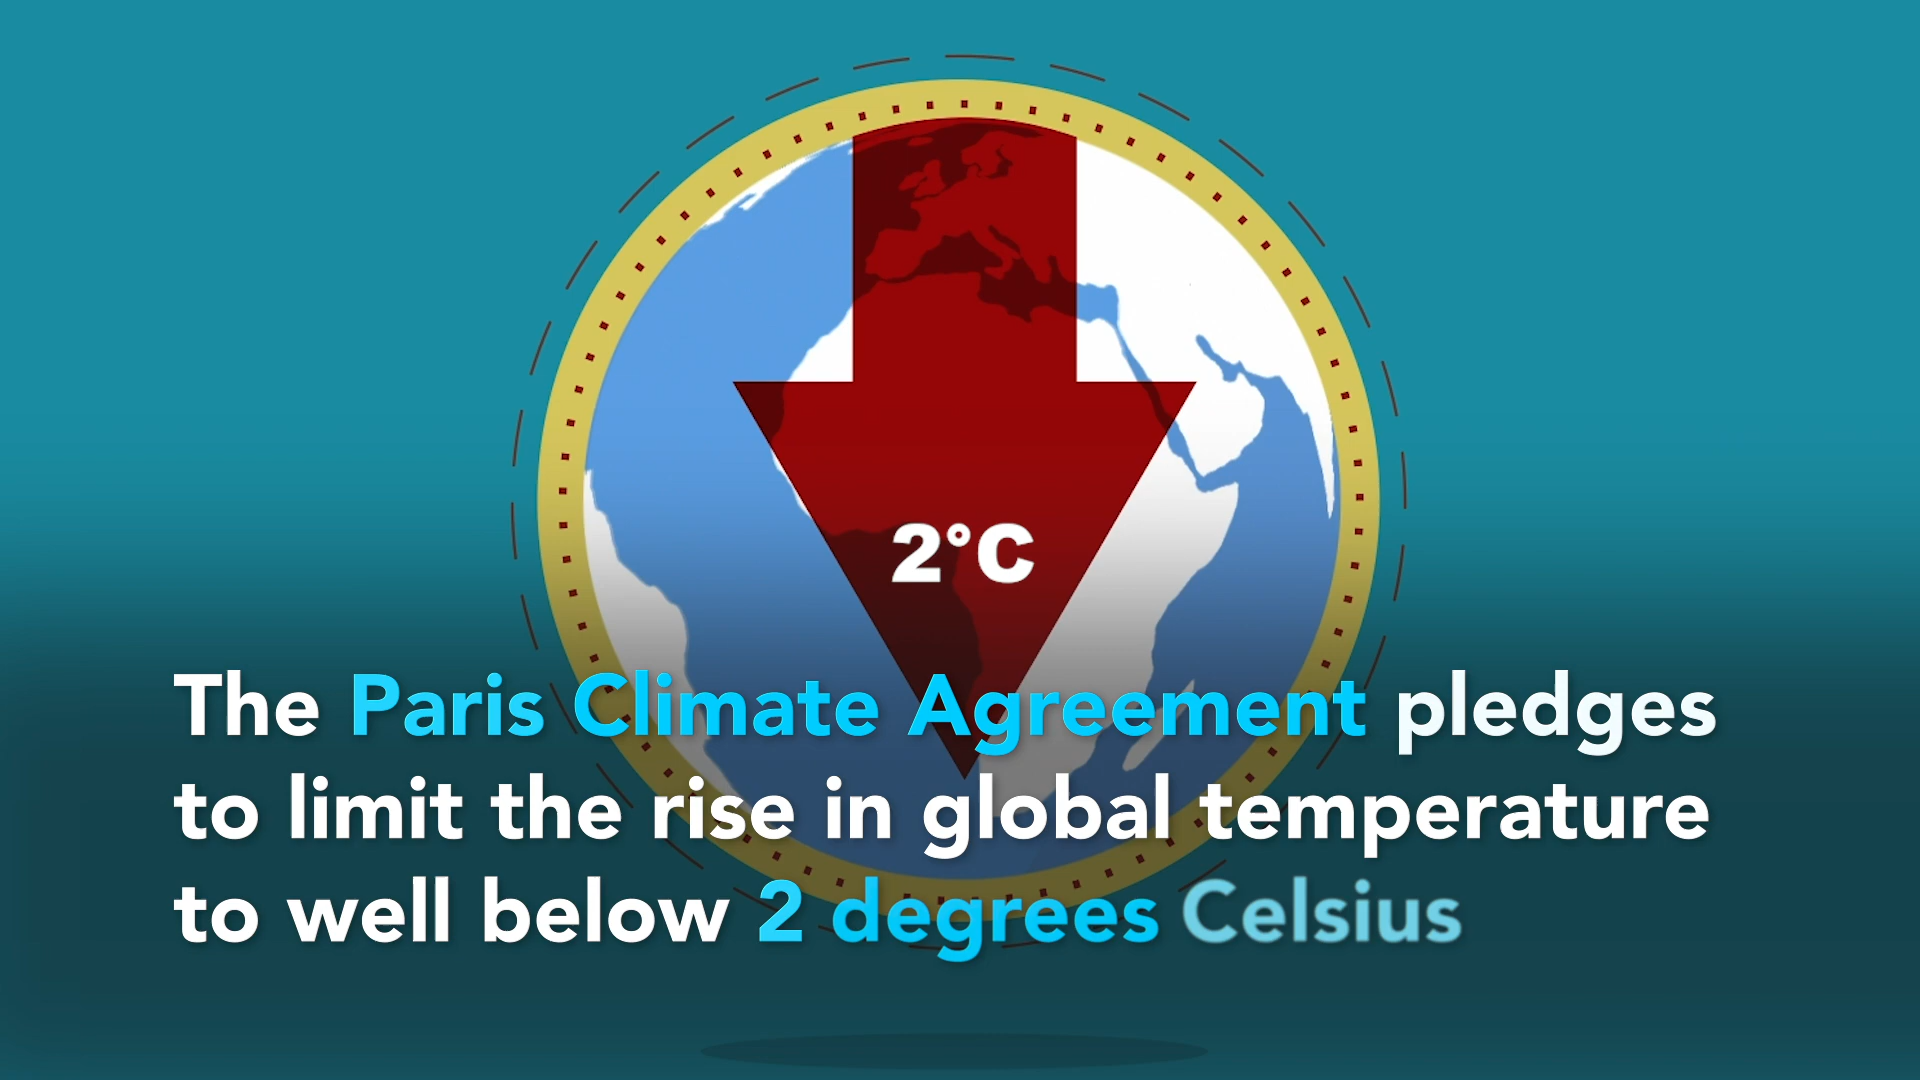 2°C
The Paris Climate Agreement pledges
to limit the rise in global temperature
to well below 2 degrees Celsius